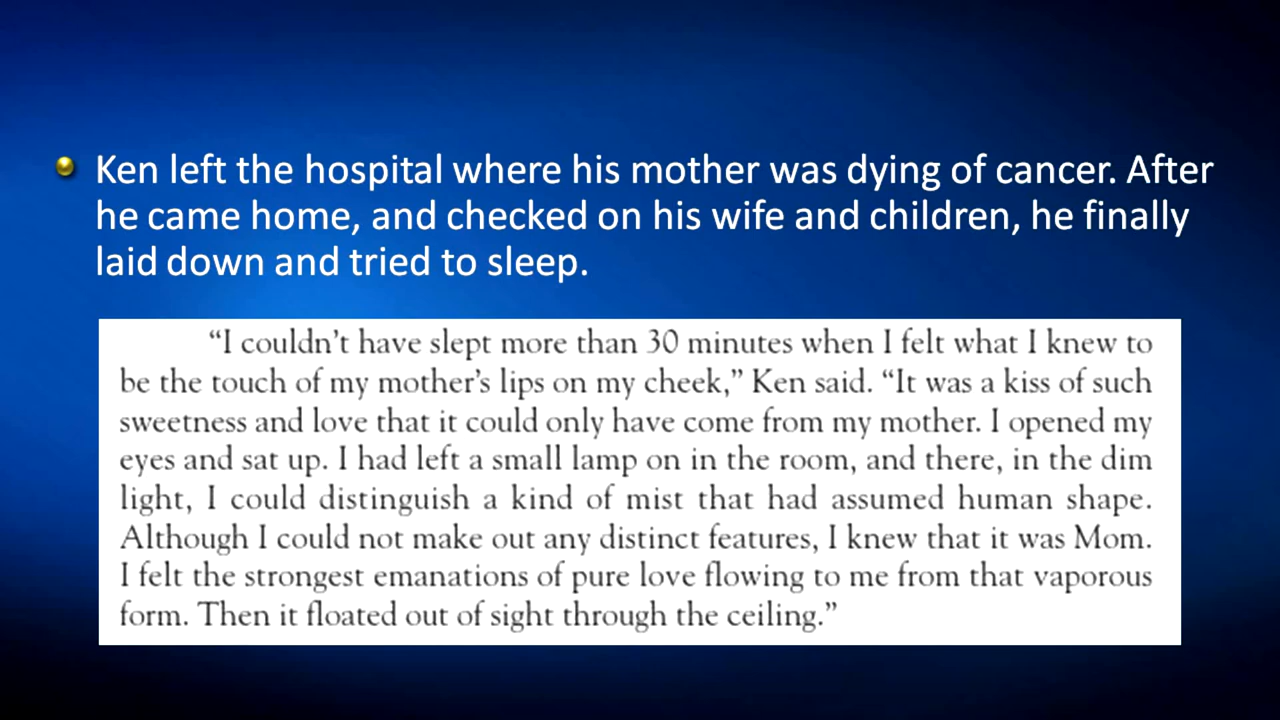 Ken left the hospital where his mother was dying of cancer. After
he came home, and checked on his wife and children, he finally
laid down and tried to sleep.
“I couldn’t have slept more than 30 minutes when I felt what I knew to
be the touch of my mother’s lips on my cheek,” Ken said. “It was a kiss of such
sweetness and love that it could only have come from my mother. I opened my
eyes and sat up. I had left a small lamp on in the room, and there, in the dim
light, I could distinguish a kind of mist that had assumed human shape.
Although I could not make out any distinct features, I knew that it was Mom.
I felt the strongest emanations of pure love flowing to me from that vaporous
form. Then it floated out of sight through the ceiling.”